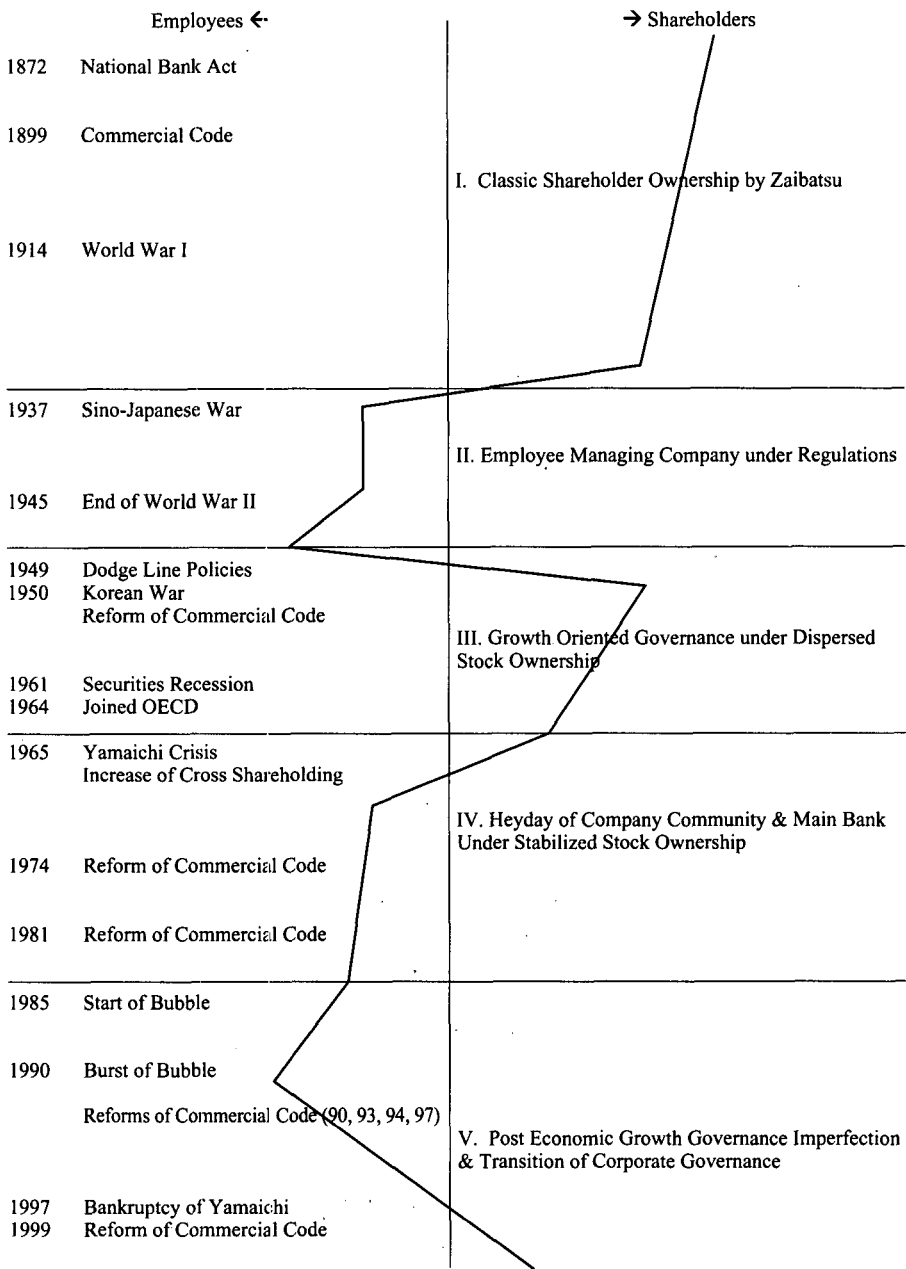 Employees ← → Shareholders
1872 National Bank Act
1899 Commercial Code
I. Classic Shareholder Ownership by Zaibatsu
1914 World War I
1937 Sino-Japanese War
II. Employee Managing Company under Regulations
1945 End of World War II
1949 Dodge Line Policies
1950 Korean War
Reform of Commercial Code
III. Growth Oriented Governance under Dispersed
Stock Ownership
1961 Securities Recession
1964 Joined OECD
1965 Yamaichi Crisis
Increase of Cross Shareholding
IV. Heyday of Company Community & Main Bank
Under Stabilized Stock Ownership
1974 Reform of Commercial Code
1981 Reform of Commercial Code
1985 Start of Bubble
1990 Burst of Bubble
Reforms of Commercial Code (90, 93, 94, 97)
V. Post Economic Growth Governance Imperfection
& Transition of Corporate Governance
1997 Bankruptcy of Yamaichi
1999 Reform of Commercial Code